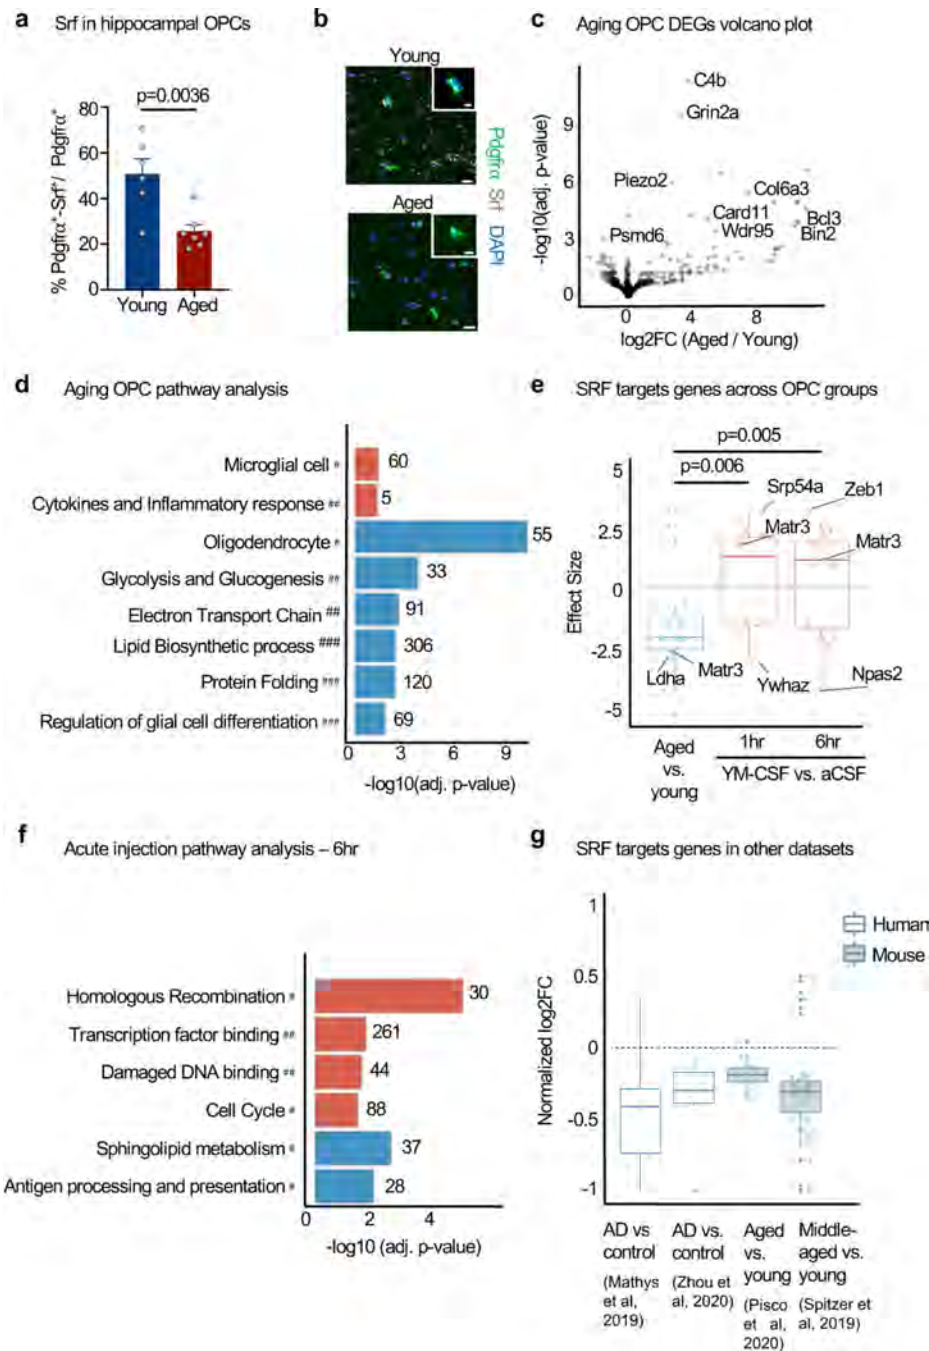 a Srf in hippocampal OPCs
p=0.0036
% Pdgfrα⁺-Srf⁺/ Pdgfrα⁺
80
60
40
20
0
Young Aged
b
Young
Aged
Pdgfrα Srf DAPI
c Aging OPC DEGs volcano plot
-log10(adj. p-value)
9
6
3
0
C4b
Grin2a
Piezo2
Col6a3
Card11
Bcl3
Psmd6
Wdr95
Bin2
0 4 8
log2FC (Aged / Young)
d Aging OPC pathway analysis
Microglial cell # 60
Cytokines and Inflammatory response ## 5
Oligodendrocyte # 55
Glycolysis and Glucogenesis ## 33
Electron Transport Chain ## 91
Lipid Biosynthetic process ### 306
Protein Folding ### 120
Regulation of glial cell differentiation ### 69
0 3 6 9
-log10(adj. p-value)
e SRF targets genes across OPC groups
p=0.005
p=0.006
Effect Size
5
2.5
0
-2.5
-5
Srp54a
Zeb1
Matr3
Matr3
Ldha
Matr3
Ywhaz
Npas2
Aged
vs.
young
1hr 6hr
YM-CSF vs. aCSF
f Acute injection pathway analysis – 6hr
Homologous Recombination # 30
Transcription factor binding ## 261
Damaged DNA binding ## 44
Cell Cycle # 88
Sphingolipid metabolism # 37
Antigen processing and presentation # 28
0 2 4
-log10 (adj. p-value)
g SRF targets genes in other datasets
Normalized log2FC
1
0.5
0
-0.5
-1
Human
Mouse
AD vs
control
(Mathys
et al,
2019)
AD vs.
control
(Zhou et
al, 2020)
Aged
vs.
young
(Pisco
et al,
2020)
Middle-
aged vs.
young
(Spitzer et
al, 2019)